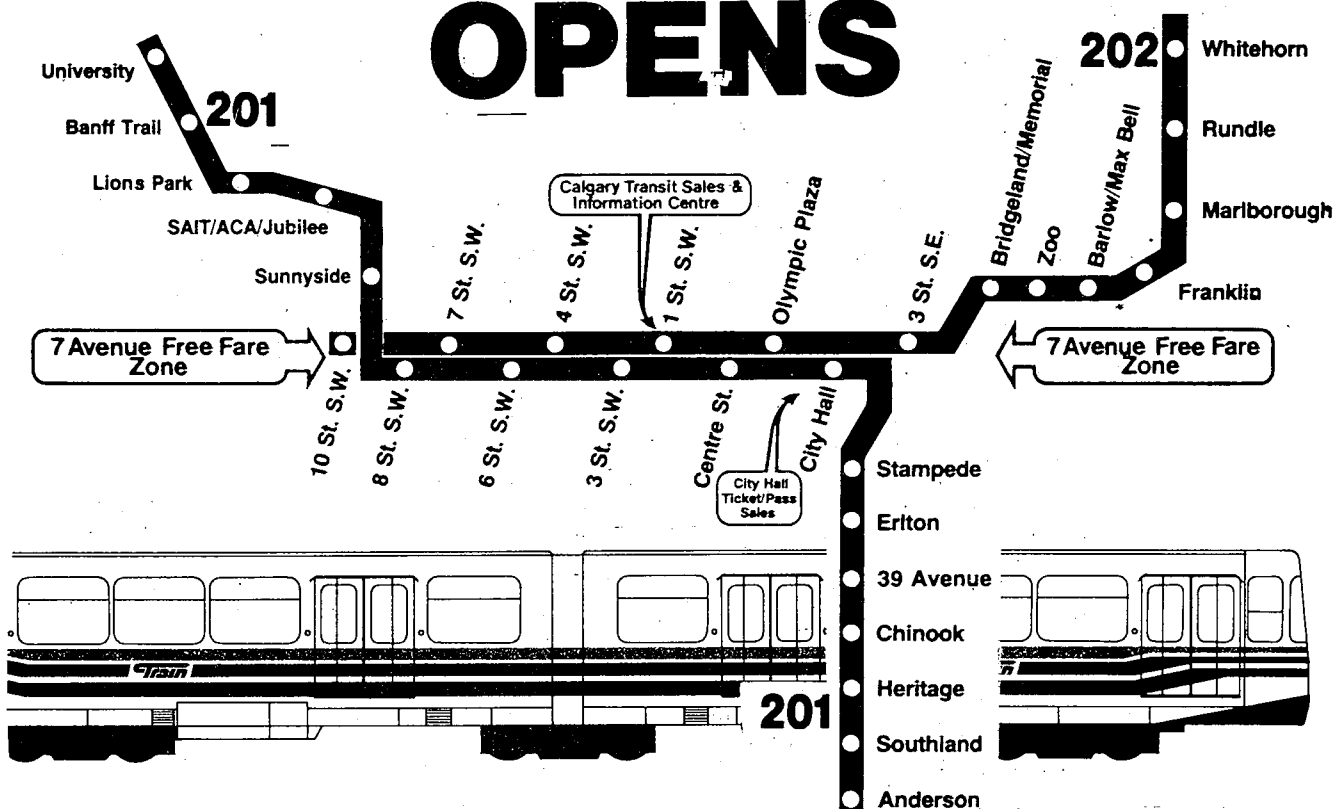 OPENS
University
Banff Trail
201
Lions Park
SAIT/ACA/Jubilee
Sunnyside
7 Avenue Free Fare
Zone
10 St. S.W.
8 St. S.W.
7 St. S.W.
6 St. S.W.
4 St. S.W.
3 St. S.W.
Calgary Transit Sales &
Information Centre
1 St. S.W.
Centre St.
Olympic Plaza
City Hall
City Hall
Ticket/Pass
Sales
3 St. S.E.
Bridgeland/Memorial
Zoo
Barlow/Max Bell
202
Whitehorn
Rundle
Marlborough
Franklin
7 Avenue Free Fare
Zone
Stampede
Erlton
39 Avenue
Chinook
Heritage
201
Southland
Anderson
CTrain
n